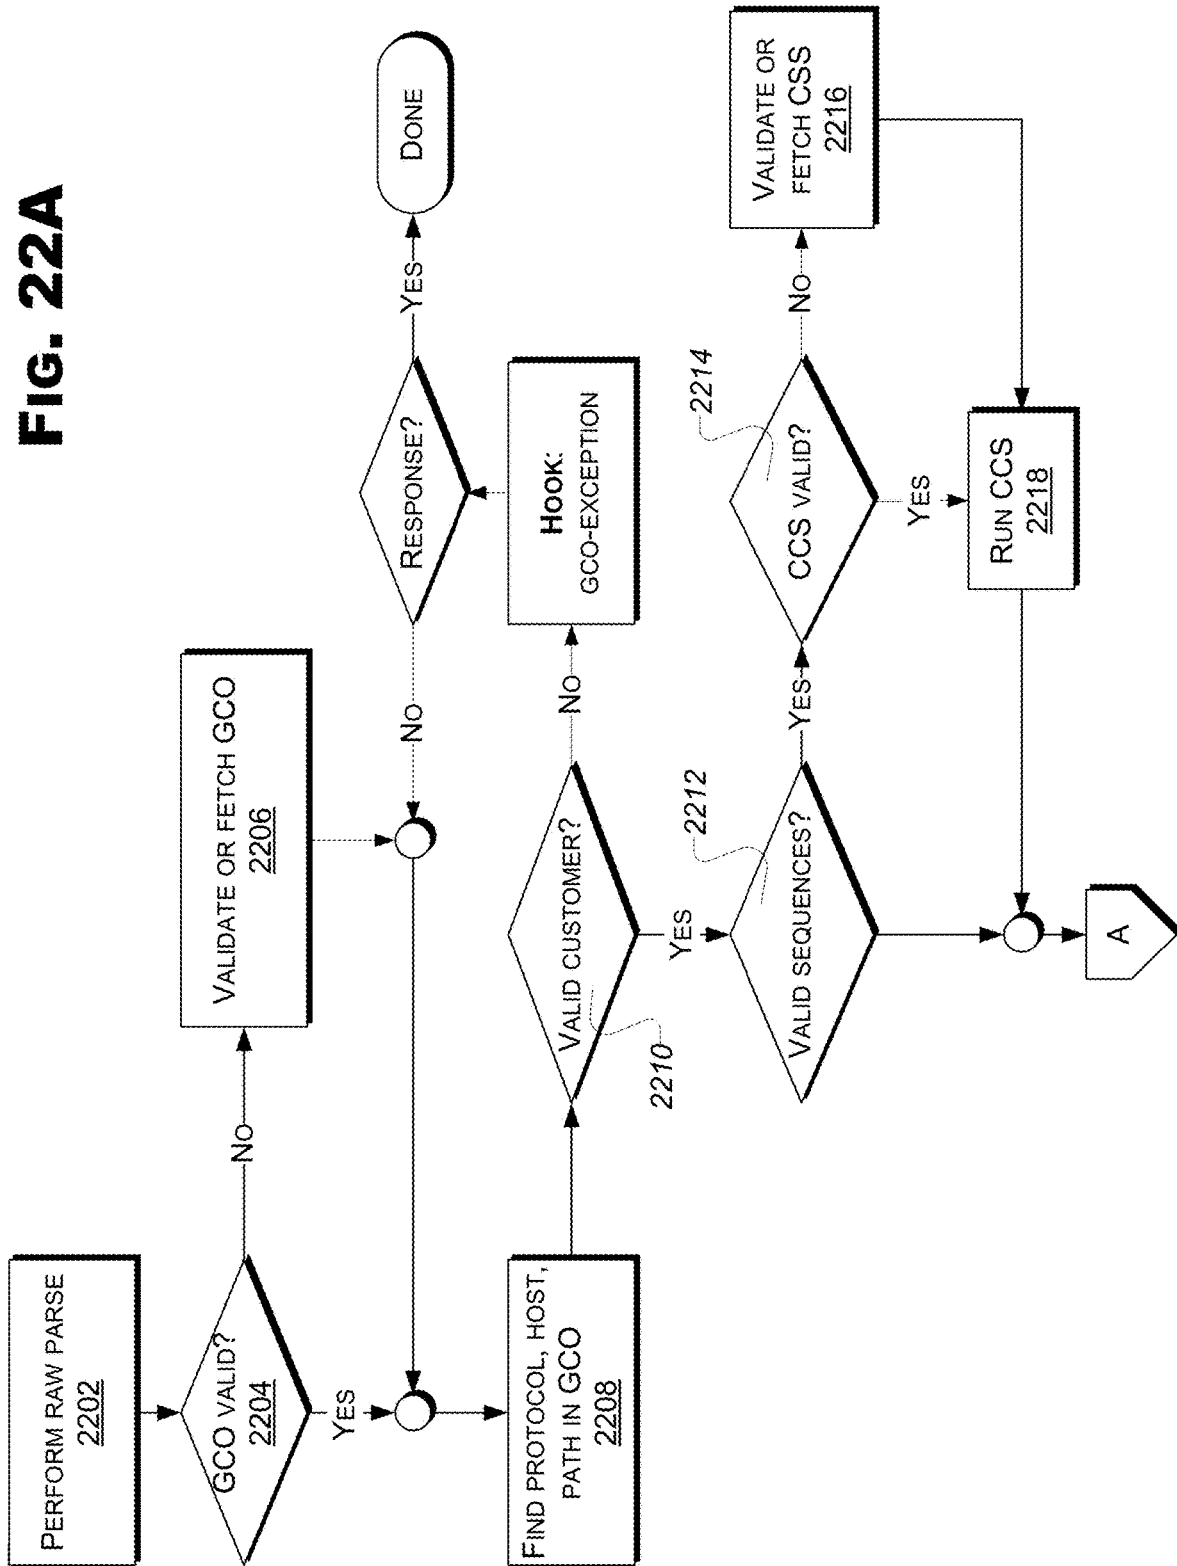 FIG. 22A
PERFORM RAW PARSE
2202
GCO VALID?
2204
NO
VALIDATE OR FETCH GCO
2206
YES
NO
RESPONSE?
YES
DONE
FIND PROTOCOL, HOST,
PATH IN GCO
2208
VALID CUSTOMER?
2210
NO
HOOK:
GCO-EXCEPTION
YES
VALID SEQUENCES?
2212
YES
CCS VALID?
2214
NO
VALIDATE OR
FETCH CSS
2216
YES
RUN CCS
2218
A